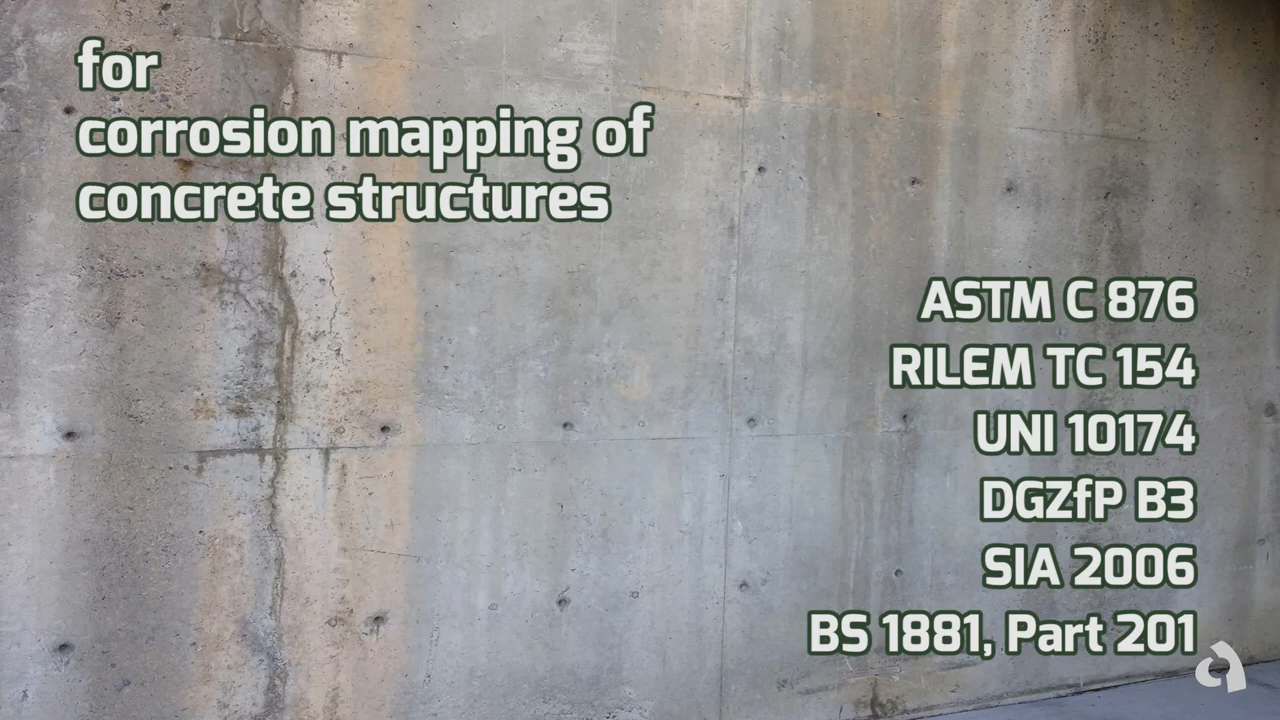 for
corrosion mapping of
concrete structures
ASTM C 876
RILEM TC 154
UNI 10174
DGZfP B3
SIA 2006
BS 1881, Part 201